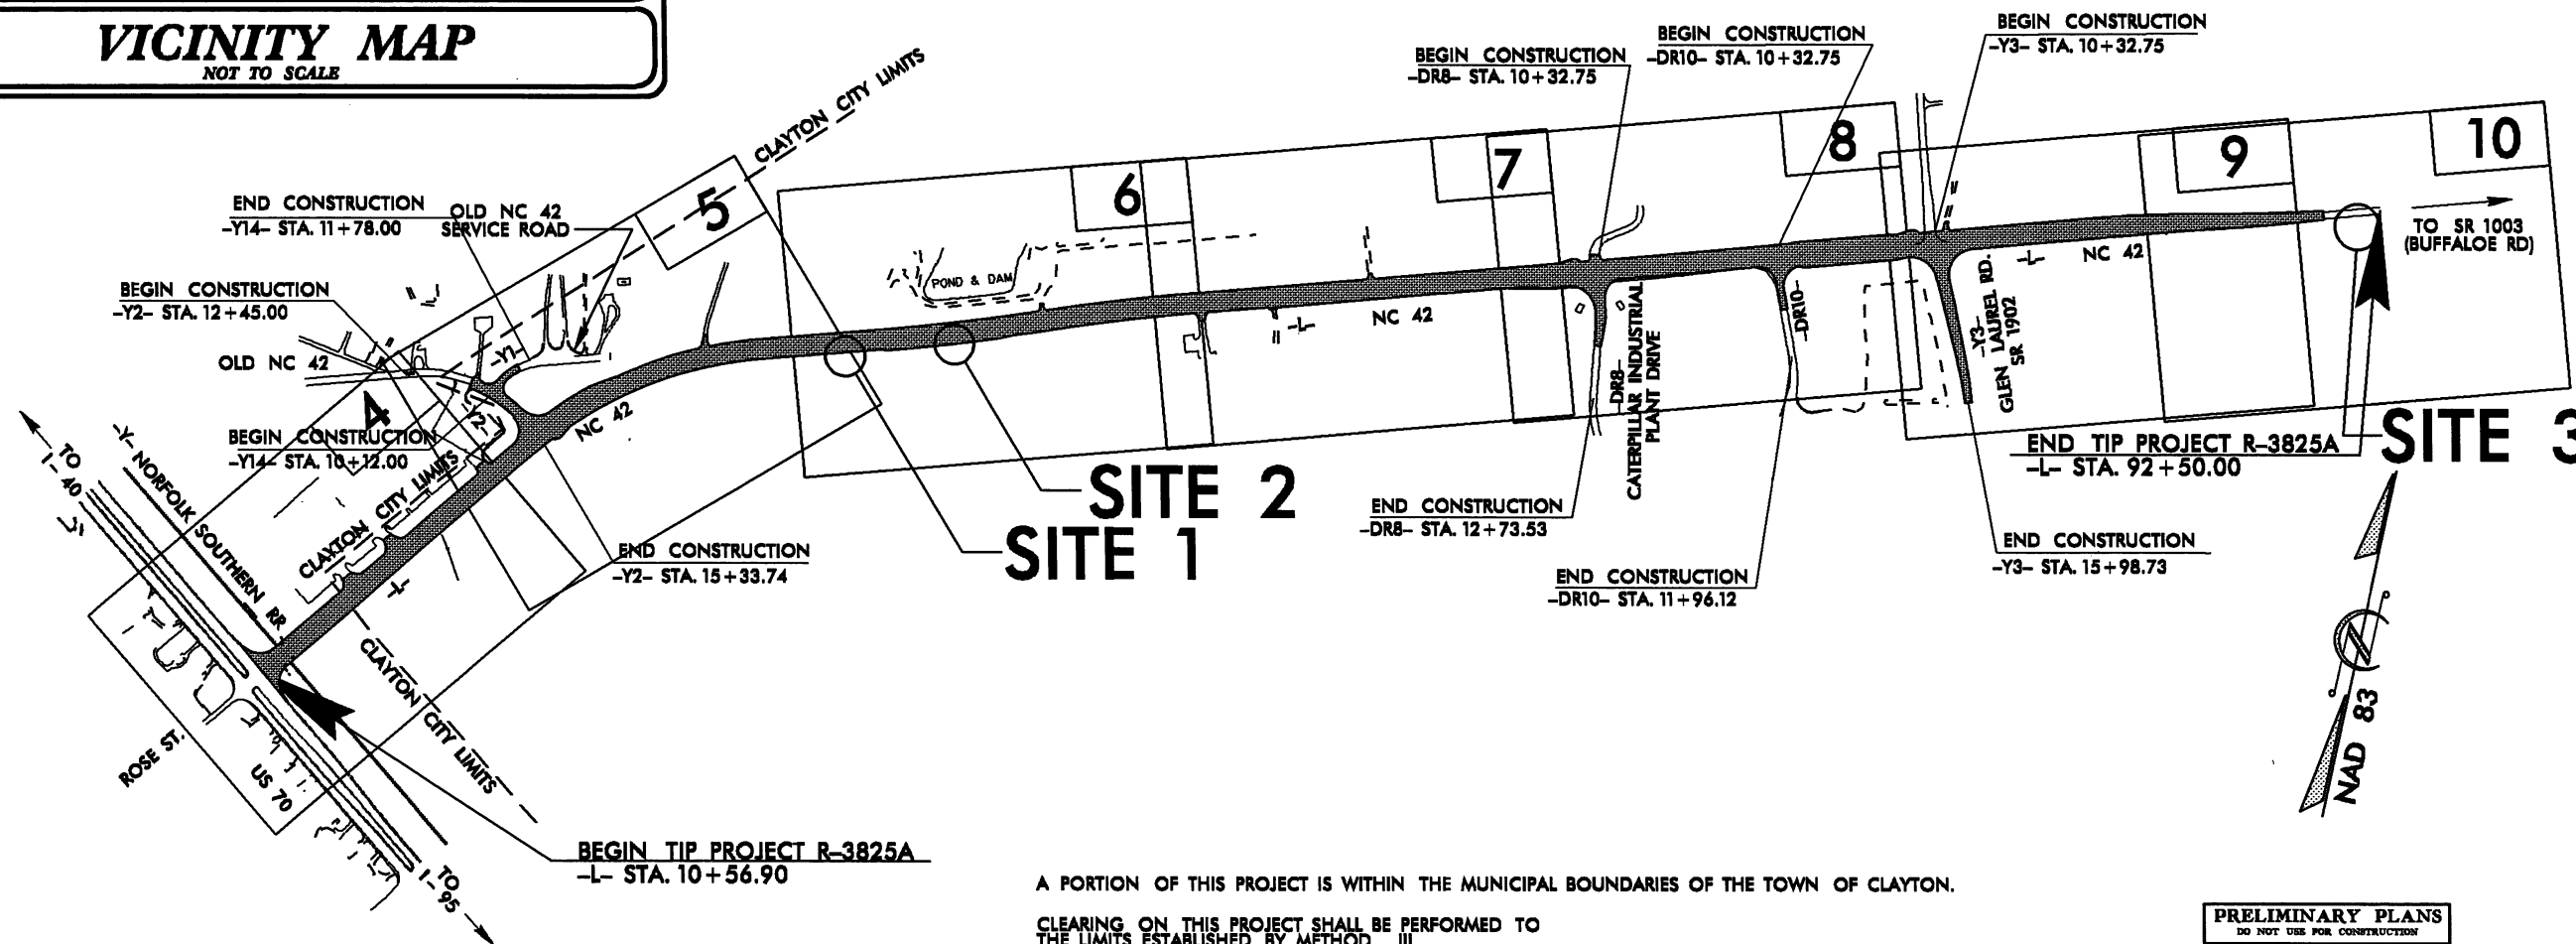 VICINITY MAP
NOT TO SCALE
CLAYTON CITY LIMITS
BEGIN CONSTRUCTION
-DR8- STA. 10+32.75
BEGIN CONSTRUCTION
-DR10- STA. 10+32.75
BEGIN CONSTRUCTION
-Y3- STA. 10+32.75
4
5
6
7
8
9
10
END CONSTRUCTION
-Y14- STA. 11+78.00
OLD NC 42
SERVICE ROAD
BEGIN CONSTRUCTION
-Y2- STA. 12+45.00
OLD NC 42
-Y1-
-Y2-
BEGIN CONSTRUCTION
-Y14- STA. 10+12.00
CLAYTON CITY LIMITS
NC 42
-L-
POND & DAM
-L-
NC 42
-DR8-
CATERPILLAR INDUSTRIAL
PLANT DRIVE
-DR10-
-Y3-
GLEN LAUREL RD.
SR 1902
-L-
NC 42
TO SR 1003
(BUFFALOE RD)
TO
I-40
-Y- NORFOLK SOUTHERN RR
SITE 1
SITE 2
SITE 3
END CONSTRUCTION
-Y2- STA. 15+33.74
END CONSTRUCTION
-DR8- STA. 12+73.53
END CONSTRUCTION
-DR10- STA. 11+96.12
END TIP PROJECT R-3825A
-L- STA. 92+50.00
END CONSTRUCTION
-Y3- STA. 15+98.73
CLAYTON CITY LIMITS
ROSE ST.
US 70
TO
I-95
NAD 83
BEGIN TIP PROJECT R-3825A
-L- STA. 10+56.90
A PORTION OF THIS PROJECT IS WITHIN THE MUNICIPAL BOUNDARIES OF THE TOWN OF CLAYTON.
CLEARING ON THIS PROJECT SHALL BE PERFORMED TO
THE LIMITS ESTABLISHED BY METHOD III
PRELIMINARY PLANS
DO NOT USE FOR CONSTRUCTION